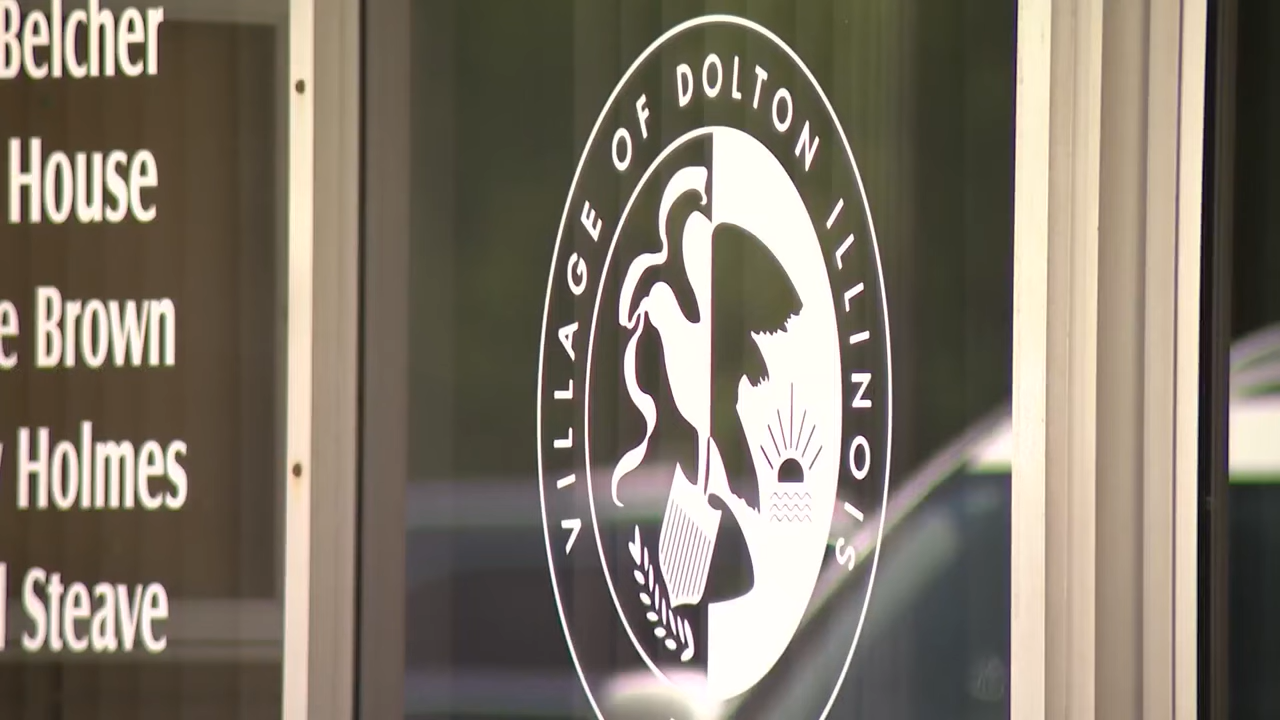 Belcher
House
e Brown
Holmes
Steave
VILLAGE OF DOLTON ILLINOIS